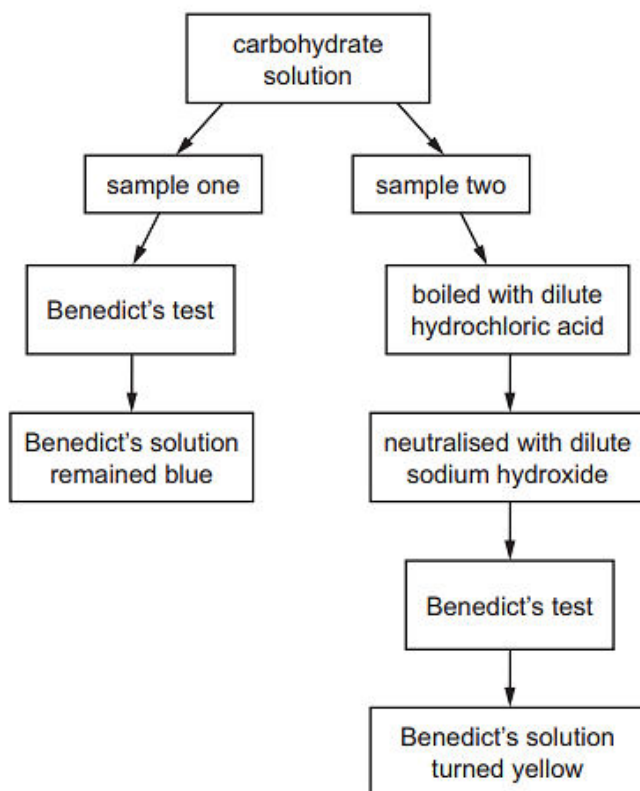 carbohydrate
solution
sample one
sample two
Benedict's test
boiled with dilute
hydrochloric acid
Benedict's solution
remained blue
neutralised with dilute
sodium hydroxide
Benedict's test
Benedict's solution
turned yellow